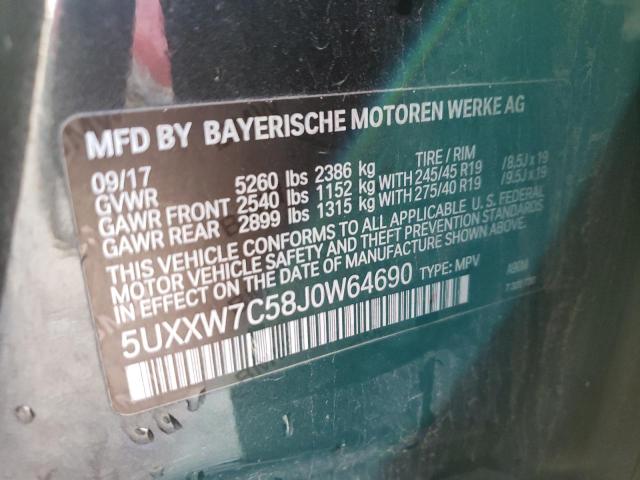 MFD BY BAYERISCHE MOTOREN WERKE AG
09/17 TIRE / RIM
GVWR 5260 lbs 2386 kg
GAWR FRONT 2540 lbs 1152 kg WITH 245/45 R19 / 8.5J x 19
GAWR REAR 2899 lbs 1315 kg WITH 275/40 R19 / 9.5J x 19
THIS VEHICLE CONFORMS TO ALL APPLICABLE U. S. FEDERAL
MOTOR VEHICLE SAFETY AND THEFT PREVENTION STANDARDS
IN EFFECT ON THE DATE OF MANUFACTURE SHOWN ABOVE.
5UXXW7C58J0W64690 TYPE: MPV